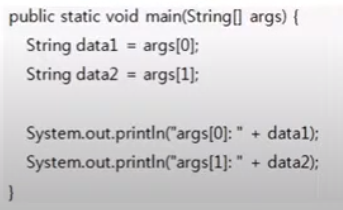 public static void main(String[] args) {
String data1 = args[0];
String data2 = args[1];
System.out.println("args[0]: " + data1);
System.out.println("args[1]: " + data2);
}